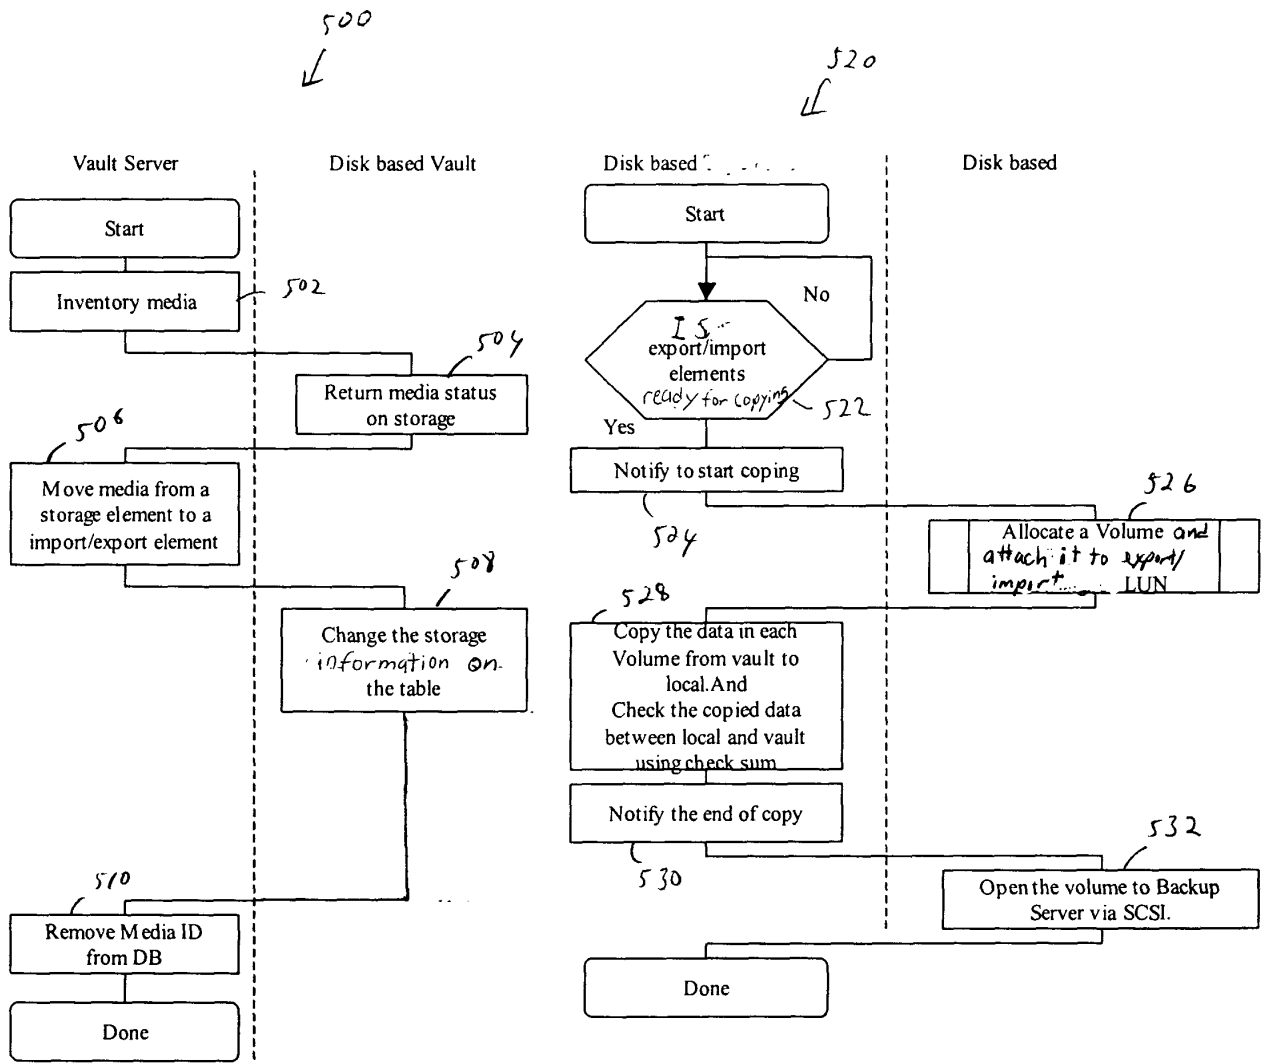 500
520
Vault Server
Disk based Vault
Start
Inventory media
502
504
Return media status
on storage
506
Move media from a
storage element to a
import/export element
508
Change the storage
information on
the table
510
Remove Media ID
from DB
Done
Disk based
Disk based
Start
No
IS
export/import
elements
ready for copying
522
Yes
Notify to start coping
524
526
Allocate a Volume and
attach it to export/
import LUN
528
Copy the data in each
Volume from vault to
local.And
Check the copied data
between local and vault
using check sum
Notify the end of copy
530
532
Open the volume to Backup
Server via SCSI.
Done